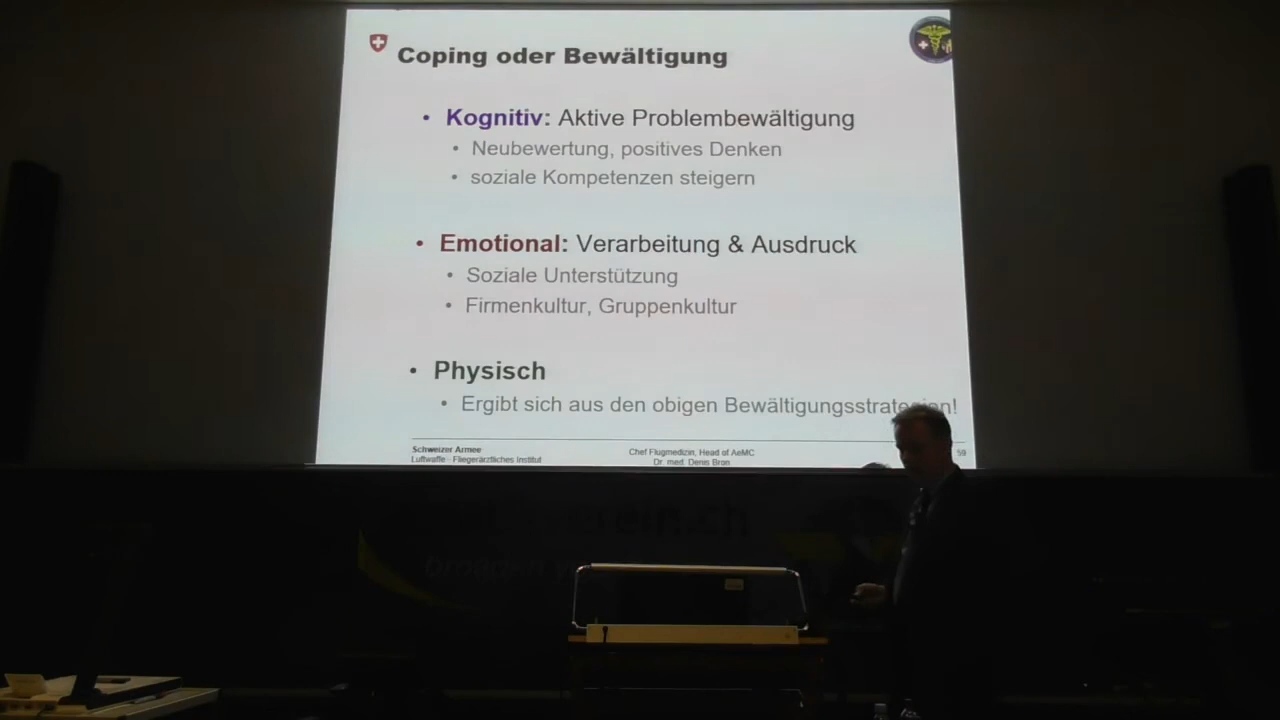 Coping oder Bewältigung
• Kognitiv: Aktive Problembewältigung
• Neubewertung, positives Denken
• soziale Kompetenzen steigern
• Emotional: Verarbeitung & Ausdruck
• Soziale Unterstützung
• Firmenkultur, Gruppenkultur
• Physisch
• Ergibt sich aus den obigen
Schweizer Armee
Luftwaffe - Fliegerärztliches Institut
Chef Flugmedizin, Head of AeMC
Dr. med. Denis Bron
59